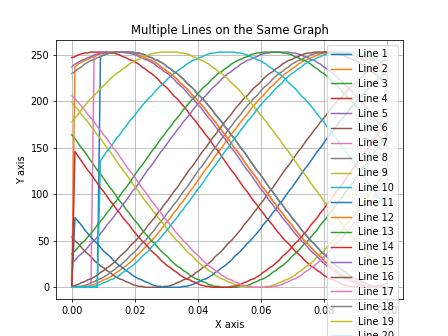 Multiple Lines on the Same Graph
Y axis
250
200
150
100
50
0
0.00
0.02
0.04
0.06
0.08
X axis
Line 1
Line 2
Line 3
Line 4
Line 5
Line 6
Line 7
Line 8
Line 9
Line 10
Line 11
Line 12
Line 13
Line 14
Line 15
Line 16
Line 17
Line 18
Line 19
Line 20